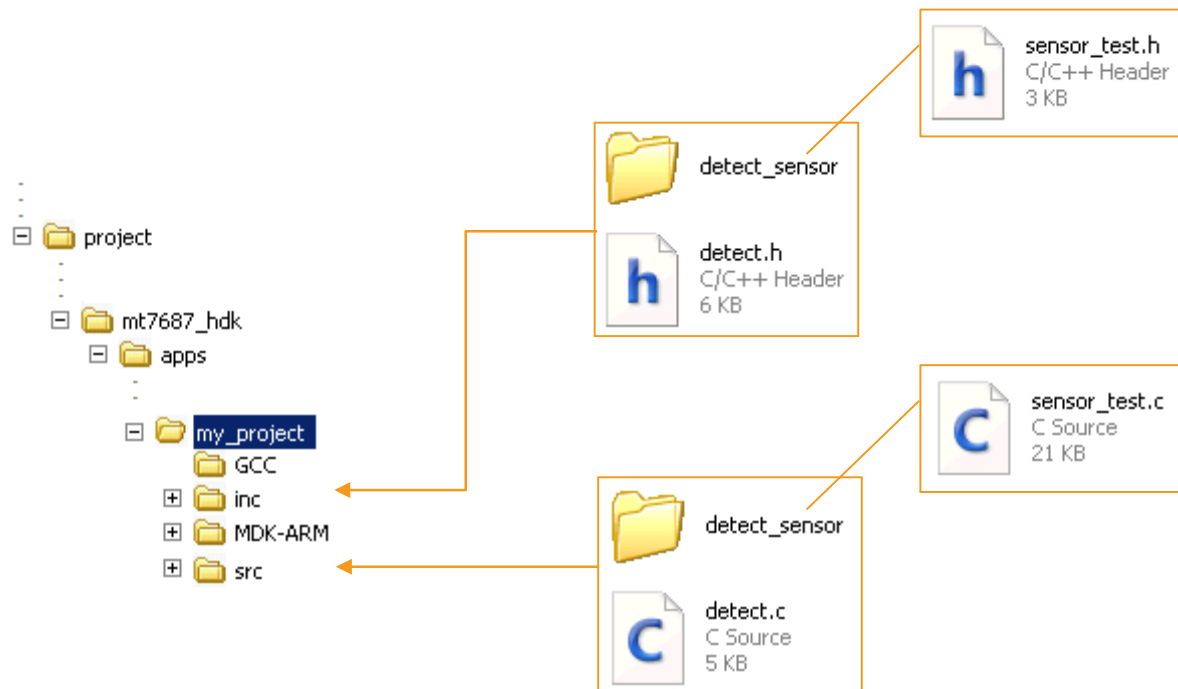 project
mt7687_hdk
apps
my_project
GCC
inc
MDK-ARM
src
detect_sensor
h
detect.h
C/C++ Header
6 KB
h
sensor_test.h
C/C++ Header
3 KB
detect_sensor
C
detect.c
C Source
5 KB
C
sensor_test.c
C Source
21 KB